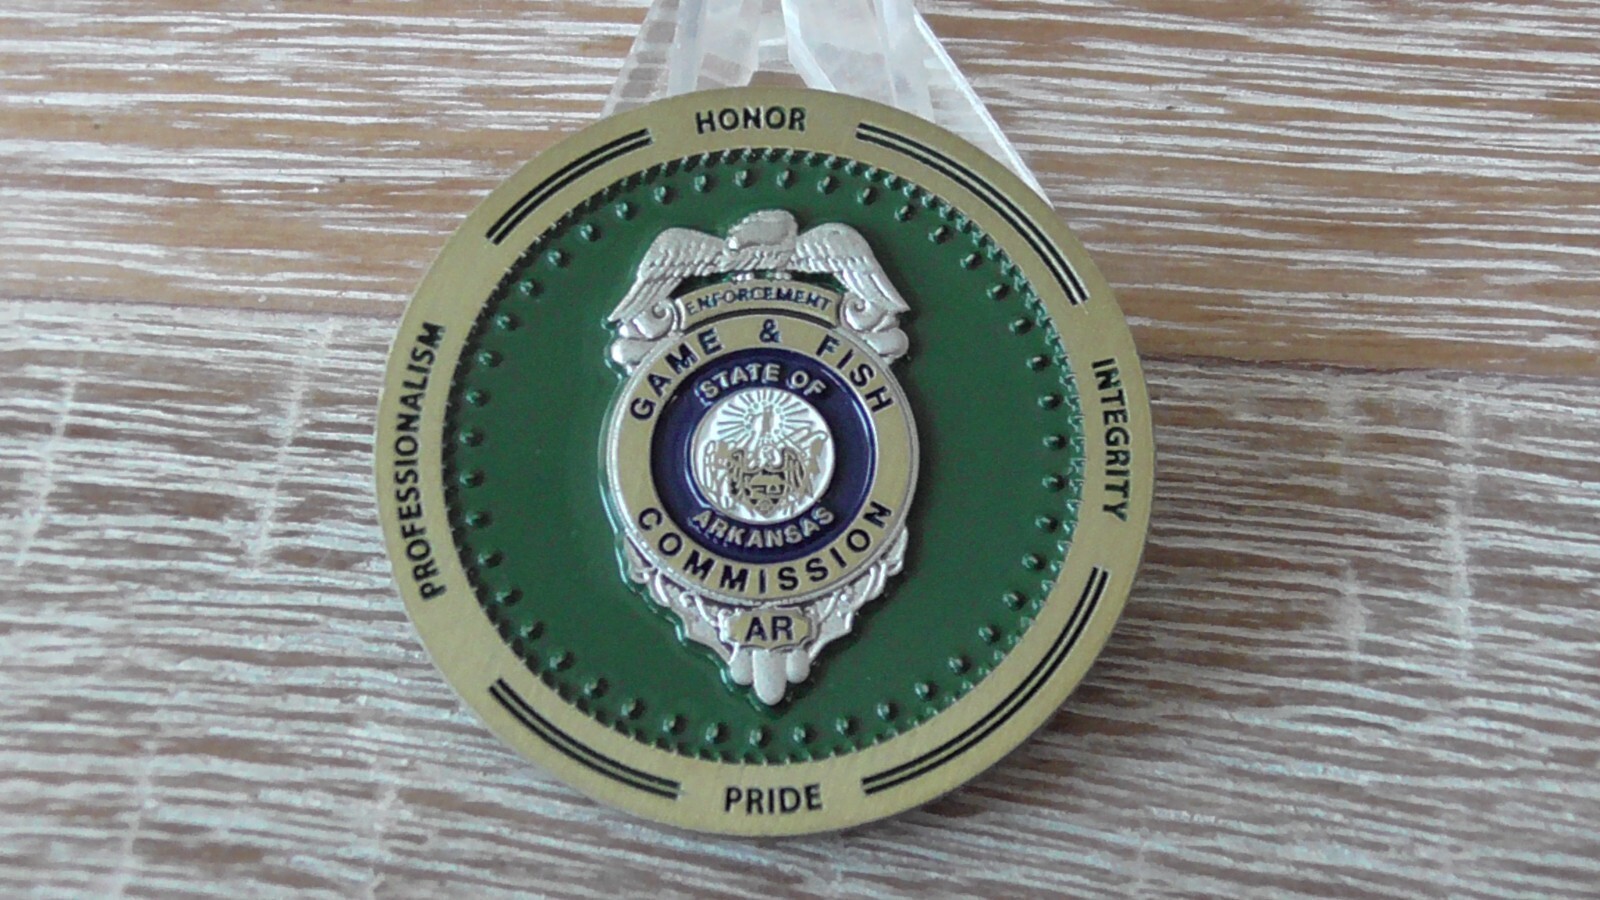 HONOR
INTEGRITY
PRIDE
PROFESSIONALISM
ENFORCEMENT
GAME & FISH
COMMISSION
STATE OF
ARKANSAS
AR